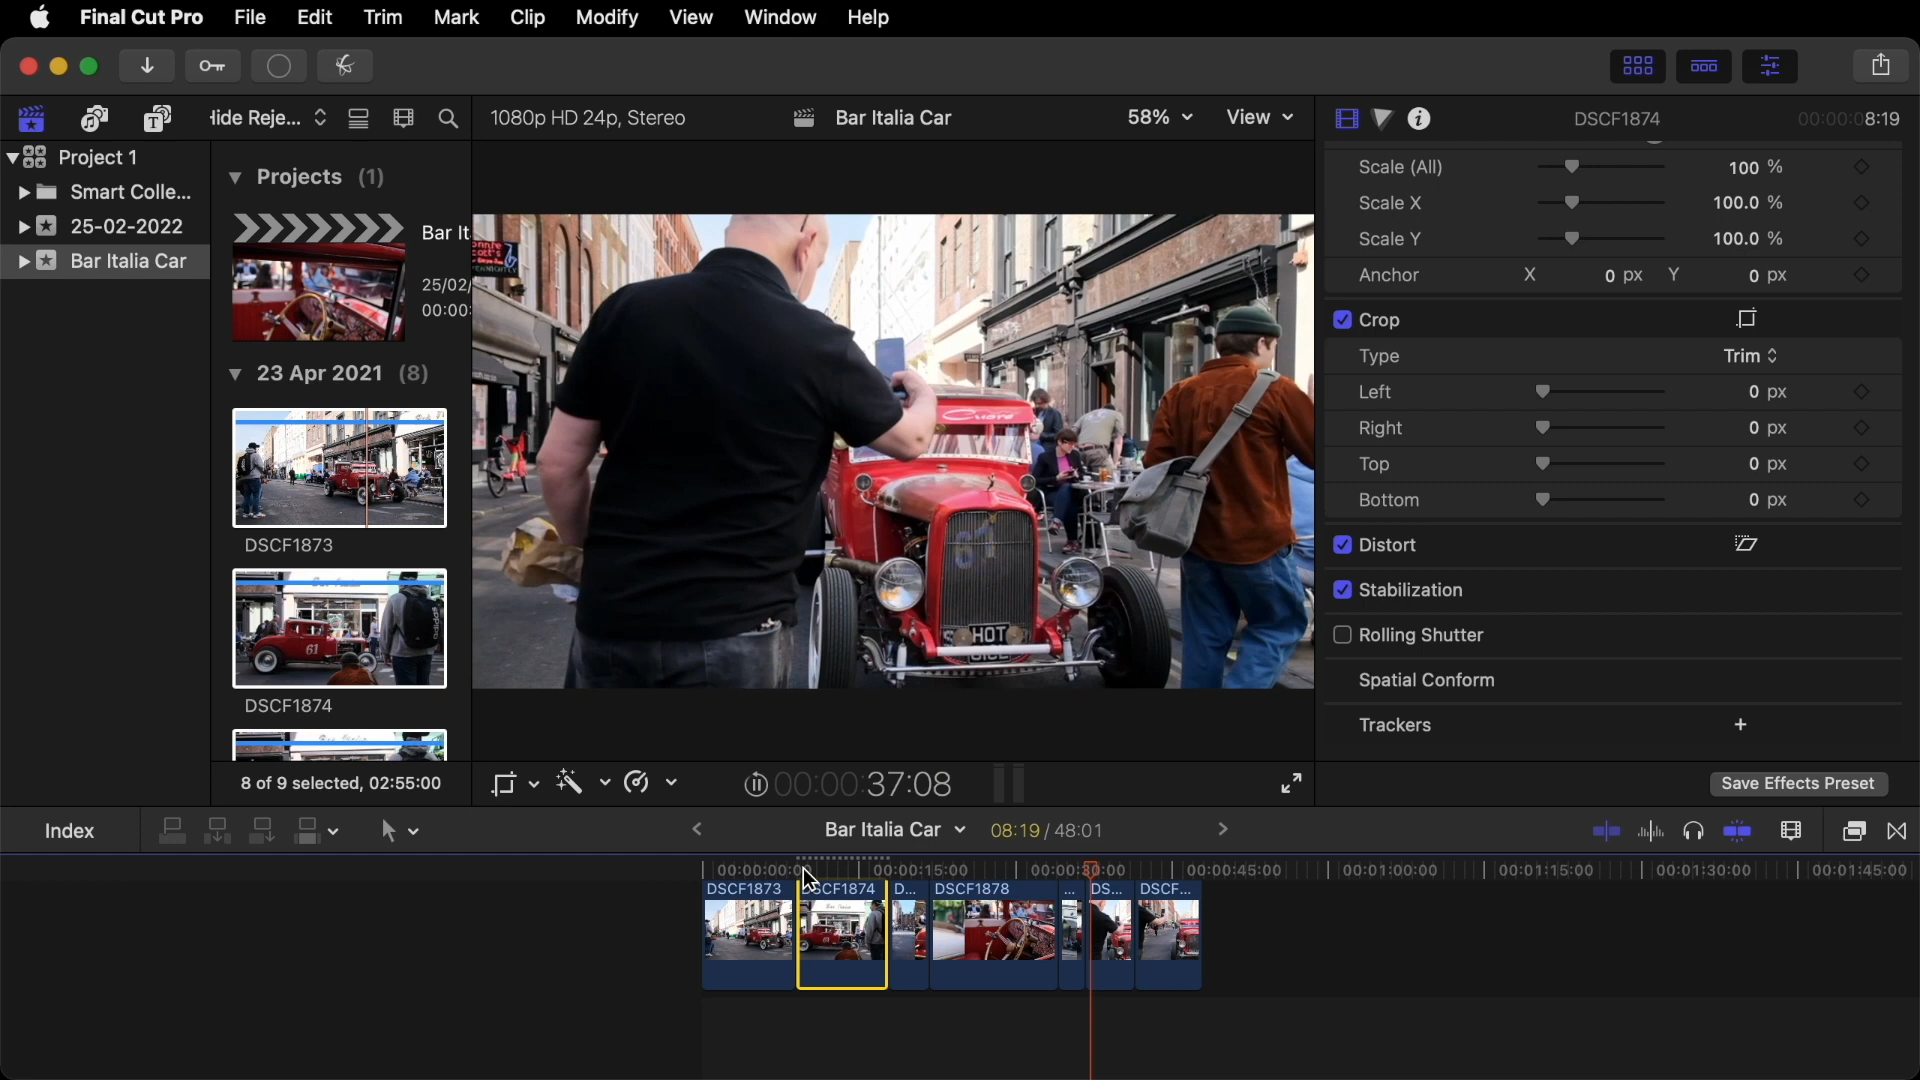 Final Cut Pro File Edit Trim Mark Clip Modify View Window Help
Hide Reje...
1080p HD 24p, Stereo
Bar Italia Car
58%
View
DSCF1874
00:00:08:19
Project 1
Smart Colle...
25-02-2022
Bar Italia Car
Projects (1)
Bar It
25/02/
00:00:
23 Apr 2021 (8)
DSCF1873
DSCF1874
8 of 9 selected, 02:55:00
61
HOT
Scale (All) 100 %
Scale X 100.0 %
Scale Y 100.0 %
Anchor X 0 px Y 0 px
Crop
Type Trim
Left 0 px
Right 0 px
Top 0 px
Bottom 0 px
Distort
Stabilization
Rolling Shutter
Spatial Conform
Trackers +
Save Effects Preset
00:00:37:08
Index
Bar Italia Car
08:19 / 48:01
00:00:00:00 00:00:15:00 00:00:30:00 00:00:45:00 00:01:00:00 00:01:15:00 00:01:30:00 00:01:45:00
DSCF1873 DSCF1874 D... DSCF1878 ... DS... DSCF...